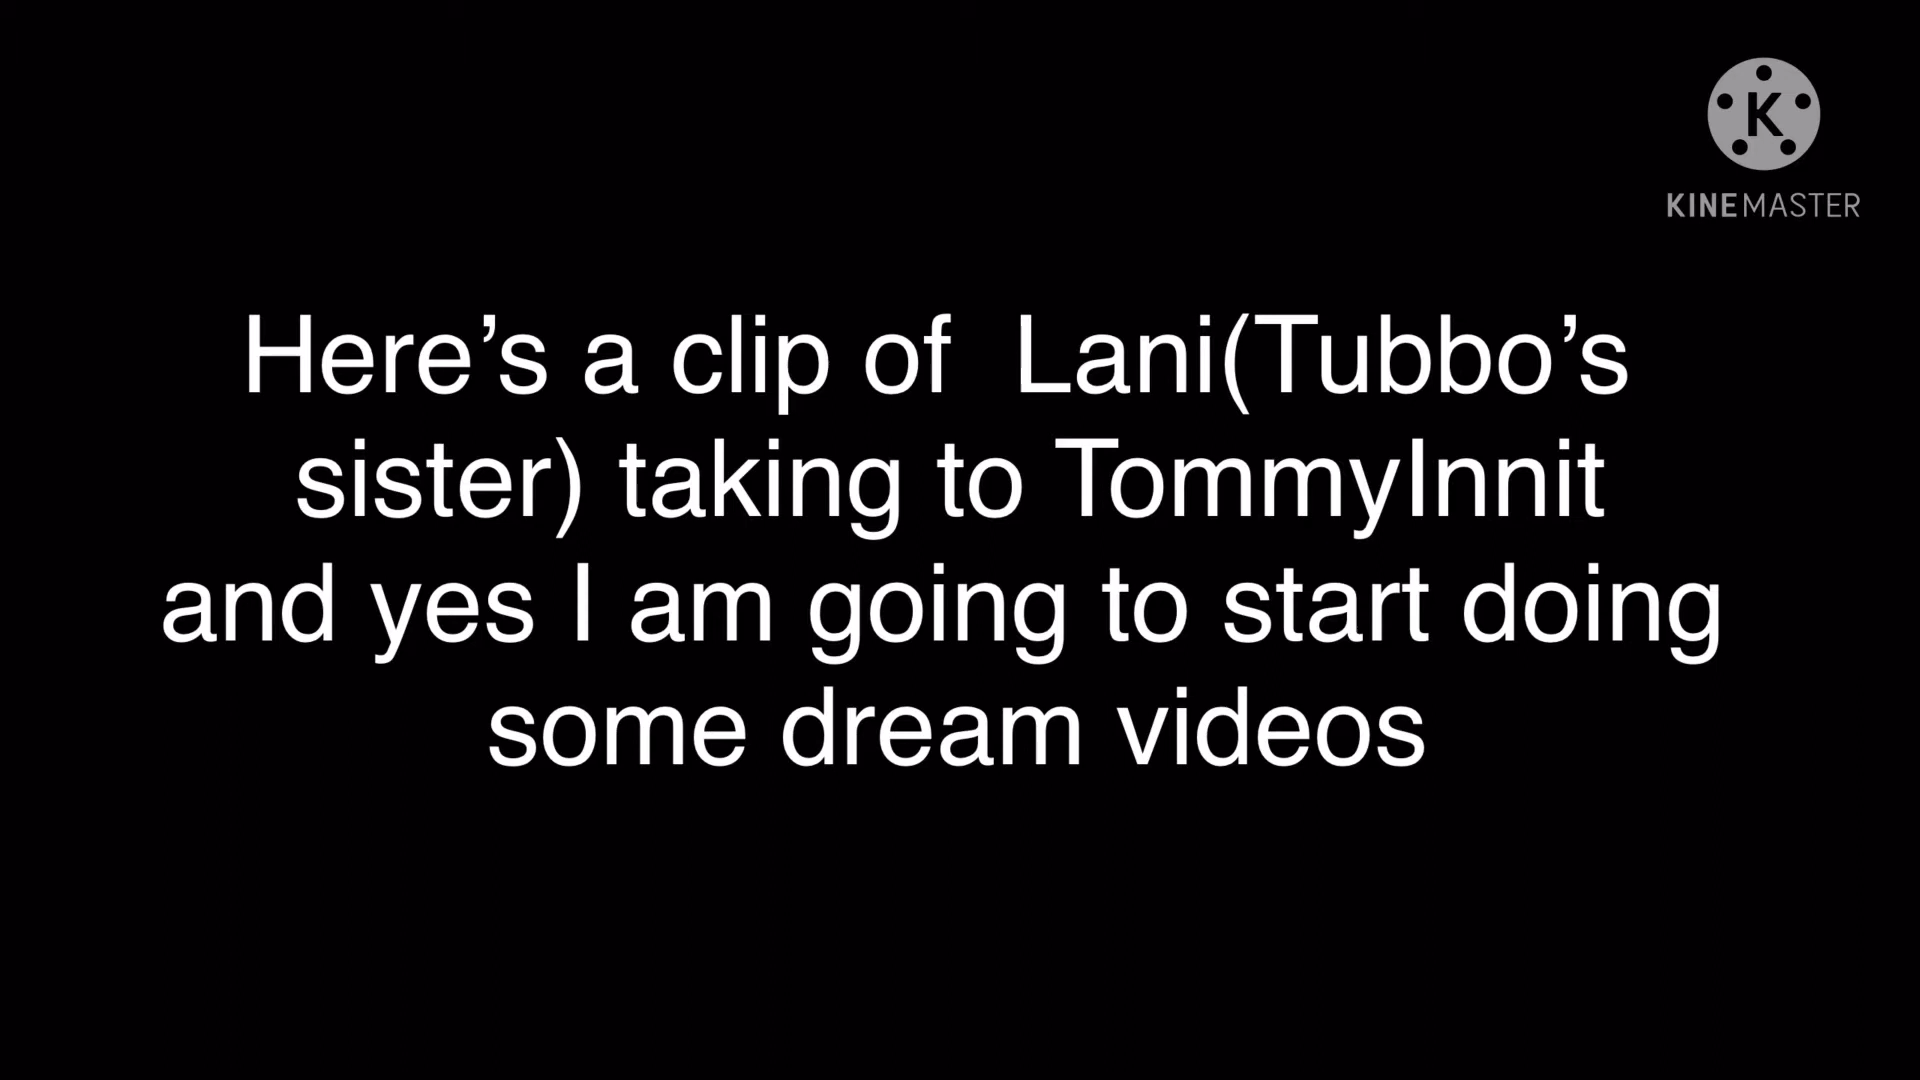 K
KINEMASTER
Here’s a clip of  Lani(Tubbo’s
sister) taking to TommyInnit
and yes I am going to start doing
some dream videos